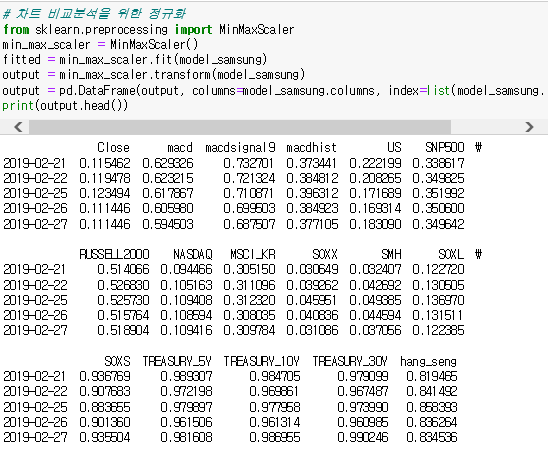 # 차트 비교분석을 위한 정규화
from sklearn.preprocessing import MinMaxScaler
min_max_scaler = MinMaxScaler()
fitted = min_max_scaler.fit(model_samsung)
output = min_max_scaler.transform(model_samsung)
output = pd.DataFrame(output, columns=model_samsung.columns, index=list(model_samsung.
print(output.head())
Close macd macdsignal9 macdhist US SNP500 \
2019-02-21 0.115462 0.629326 0.732701 0.373441 0.222199 0.338617
2019-02-22 0.119478 0.623215 0.721324 0.384812 0.208265 0.349825
2019-02-25 0.123494 0.617867 0.710871 0.396312 0.171689 0.351992
2019-02-26 0.111446 0.605980 0.699503 0.384923 0.169314 0.350600
2019-02-27 0.111446 0.594503 0.687507 0.377105 0.183090 0.349642
RUSSELL2000 NASDAQ MSCI_KR SOXX SMH SOXL \
2019-02-21 0.514066 0.094466 0.305150 0.030649 0.032407 0.122720
2019-02-22 0.526830 0.105163 0.311096 0.039262 0.042692 0.130505
2019-02-25 0.525730 0.109408 0.312320 0.045951 0.049385 0.136970
2019-02-26 0.515764 0.108594 0.308035 0.040836 0.044594 0.131511
2019-02-27 0.518904 0.109416 0.309784 0.031086 0.037056 0.122385
SOXS TREASURY_5Y TREASURY_10Y TREASURY_30Y hang_seng
2019-02-21 0.936769 0.989307 0.984705 0.979099 0.819465
2019-02-22 0.907683 0.972198 0.969861 0.967487 0.841492
2019-02-25 0.883655 0.979897 0.977958 0.973990 0.858393
2019-02-26 0.901360 0.961506 0.961314 0.960985 0.836264
2019-02-27 0.935504 0.981608 0.986955 0.990246 0.834536